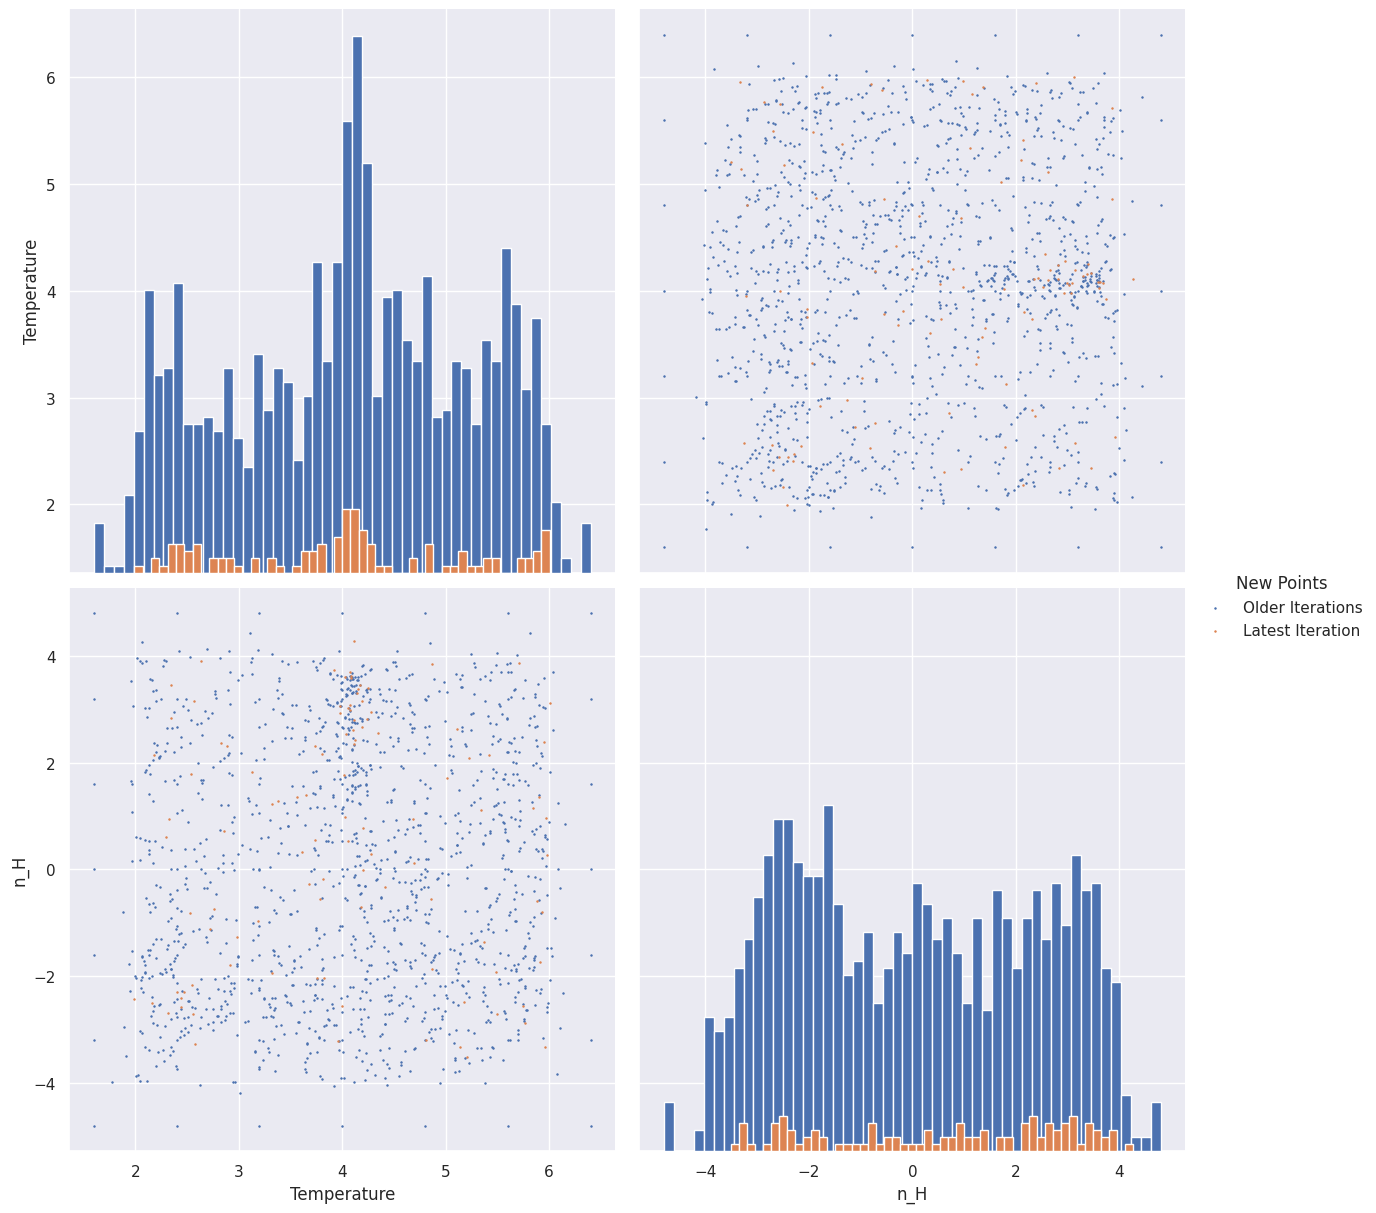 6
5
4
3
2
Temperature
New Points
Older Iterations
Latest Iteration
4
2
0
−2
−4
n_H
2 3 4 5 6
Temperature
−4 −2 0 2 4
n_H